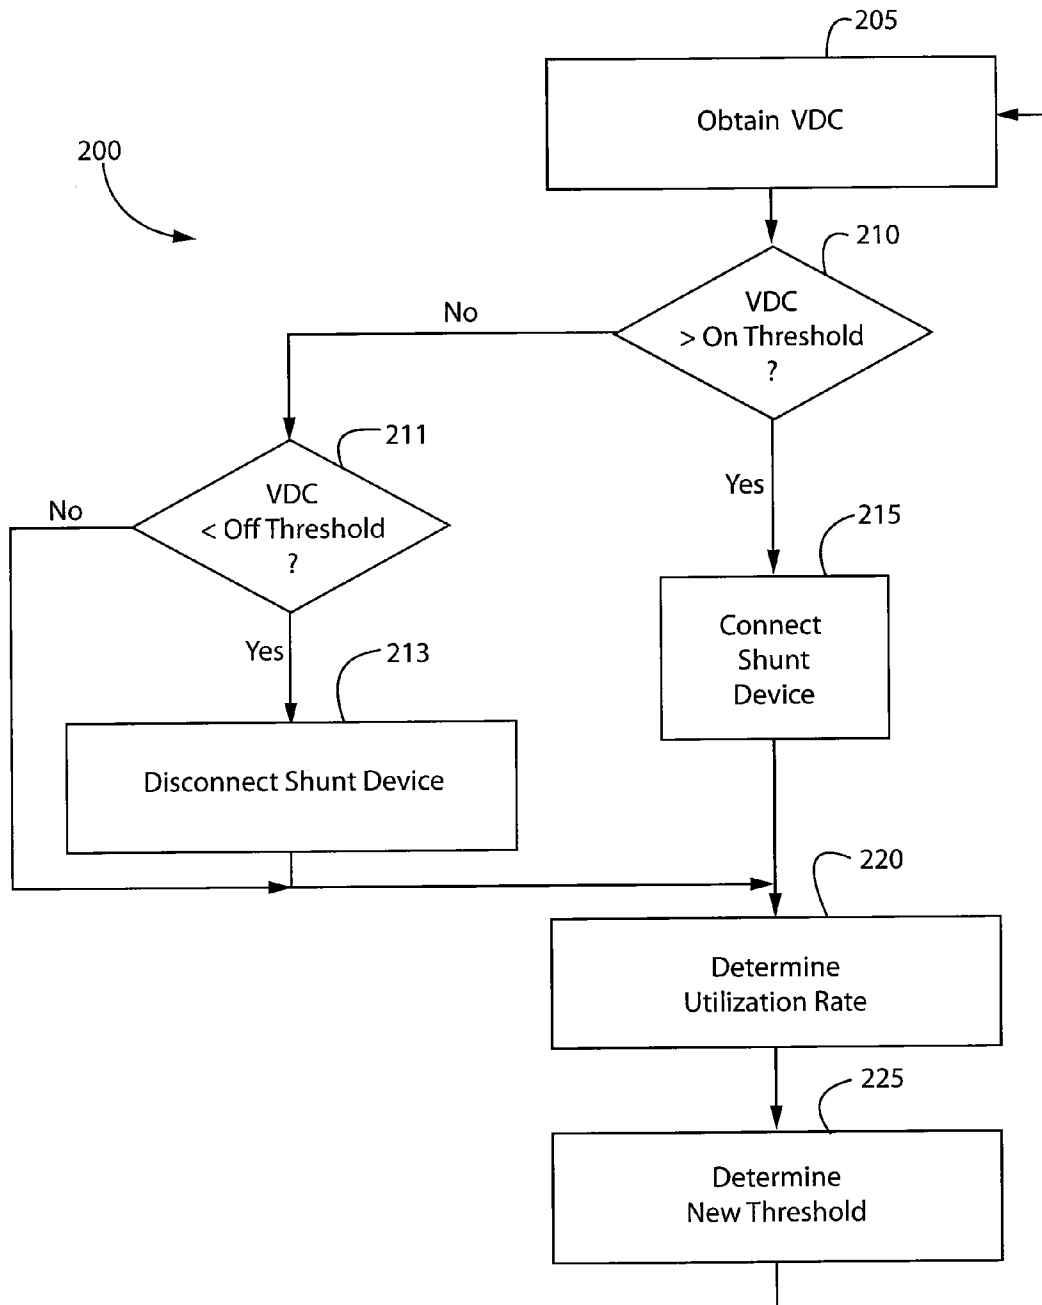 205
Obtain VDC
200
210
VDC
> On Threshold
?
No
211
VDC
< Off Threshold
?
No
Yes
215
Connect
Shunt
Device
Yes
213
Disconnect Shunt Device
220
Determine
Utilization Rate
225
Determine
New Threshold